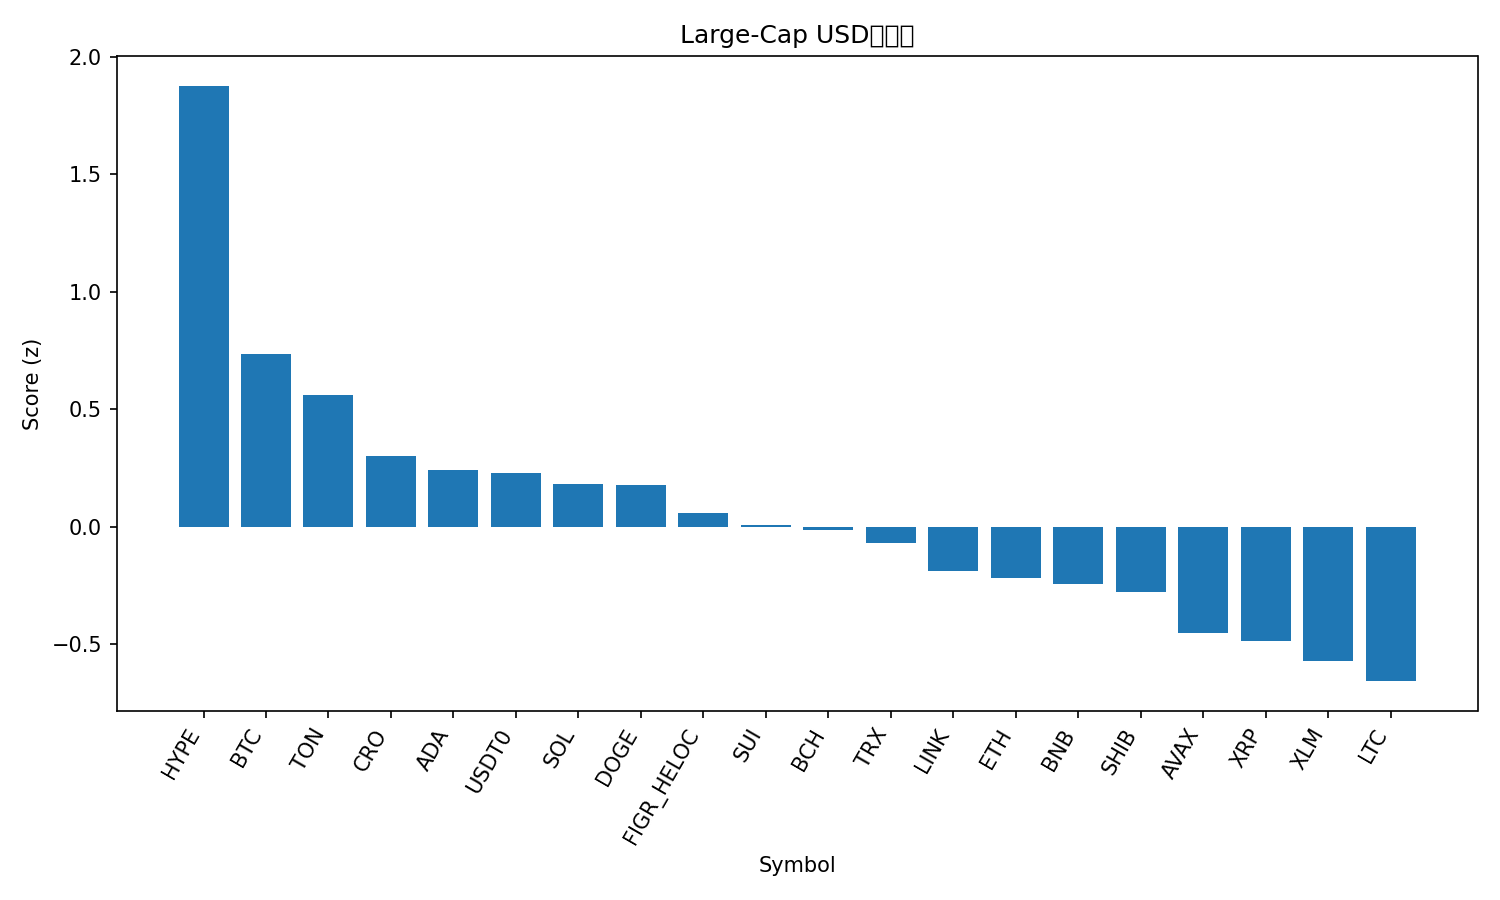 Large-Cap USD
2.0
1.5
1.0
0.5
0.0
−0.5
Score (z)
HYPE
BTC
TON
CRO
ADA
USDT0
SOL
DOGE
FIGR_HELOC
SUI
BCH
TRX
LINK
ETH
BNB
SHIB
AVAX
XRP
XLM
LTC
Symbol